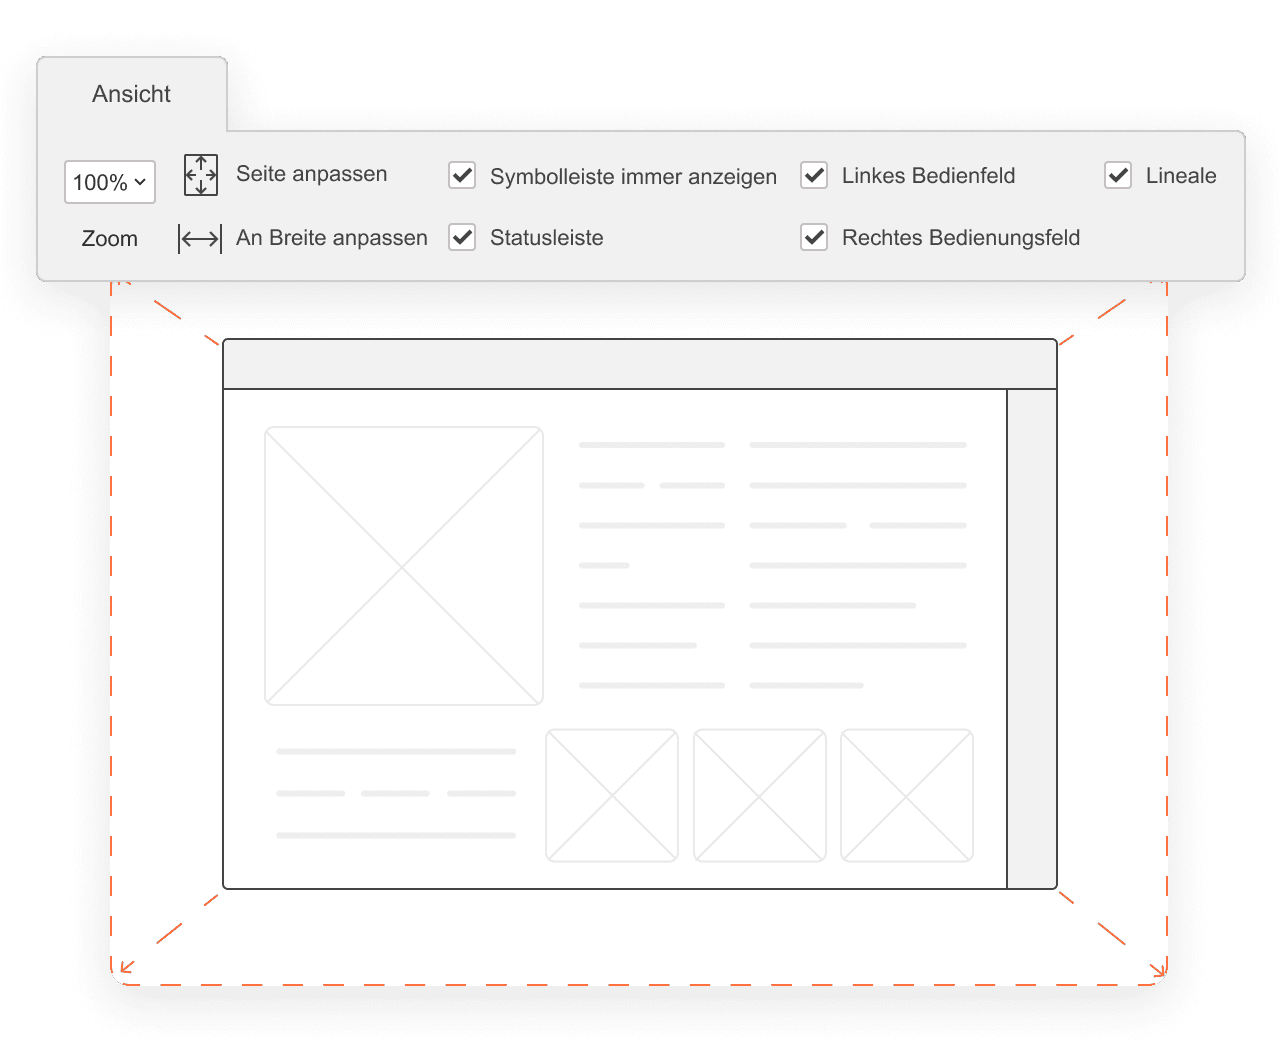 Ansicht
100%
Seite anpassen
Symbolleiste immer anzeigen
Linkes Bedienfeld
Lineale
Zoom
An Breite anpassen
Statusleiste
Rechtes Bedienungsfeld